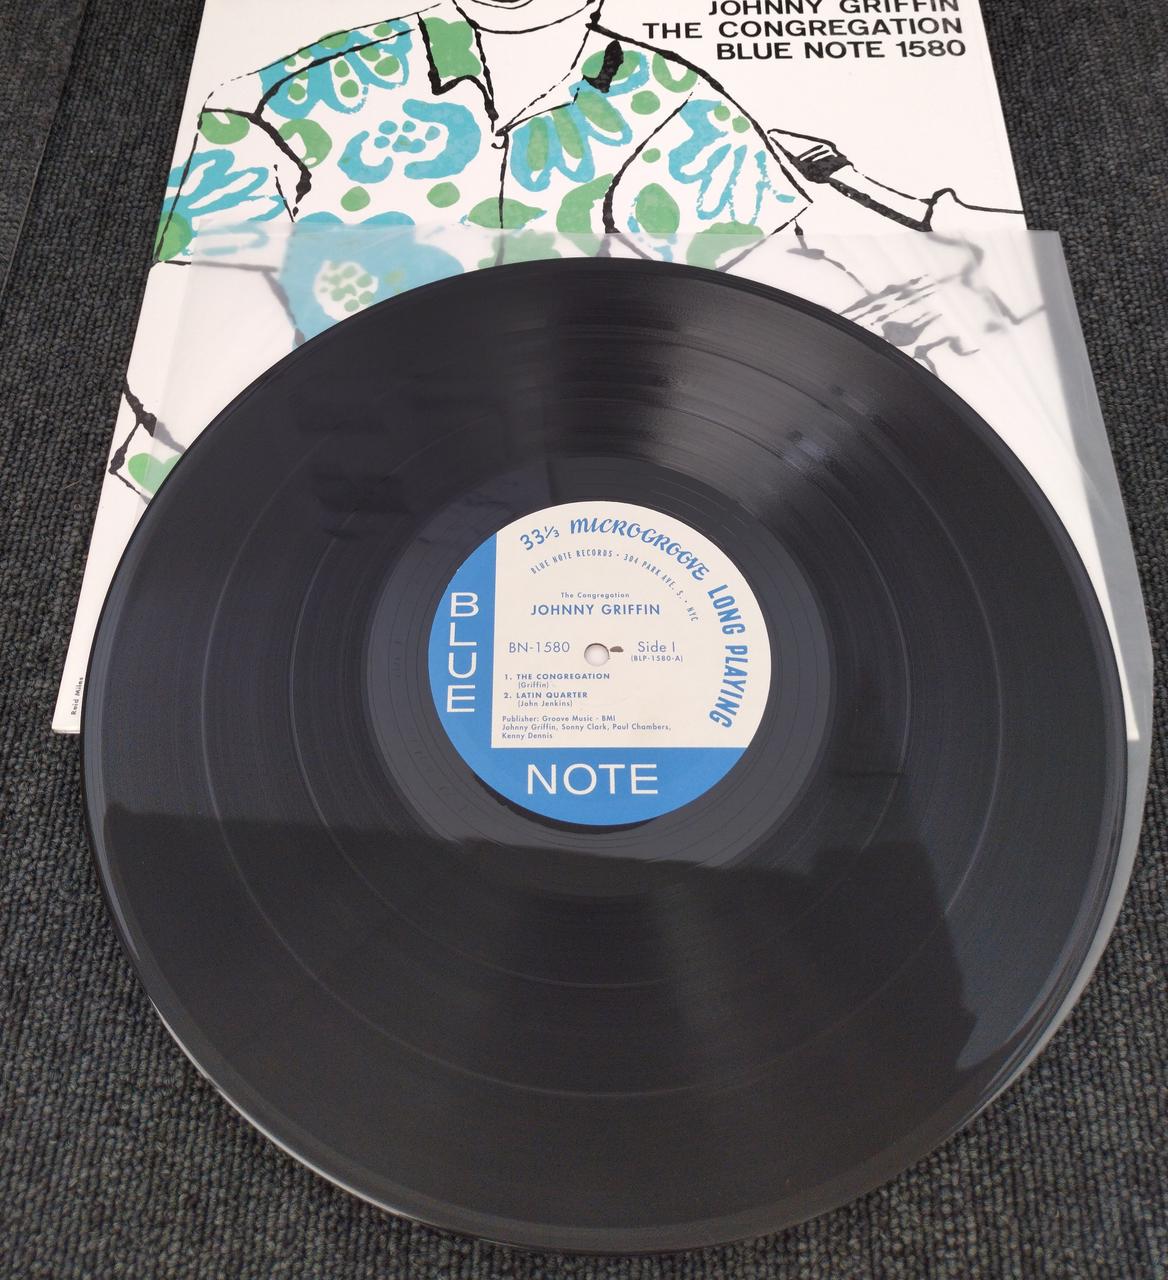 JOHNNY GRIFFIN
THE CONGREGATION
BLUE NOTE 1580
33⅓ MICROGROOVE LONG PLAYING
BLUE NOTE RECORDS • 304 PARK AVE. S. • NYC
The Congregation
JOHNNY GRIFFIN
BN-1580
Side I
(BLP-1580-A)
1. THE CONGREGATION
(Griffin)
2. LATIN QUARTER
(John Jenkins)
Publisher: Groove Music - BMI
Johnny Griffin, Sonny Clark, Paul Chambers,
Kenny Dennis
BLUE
NOTE
Reid Miles